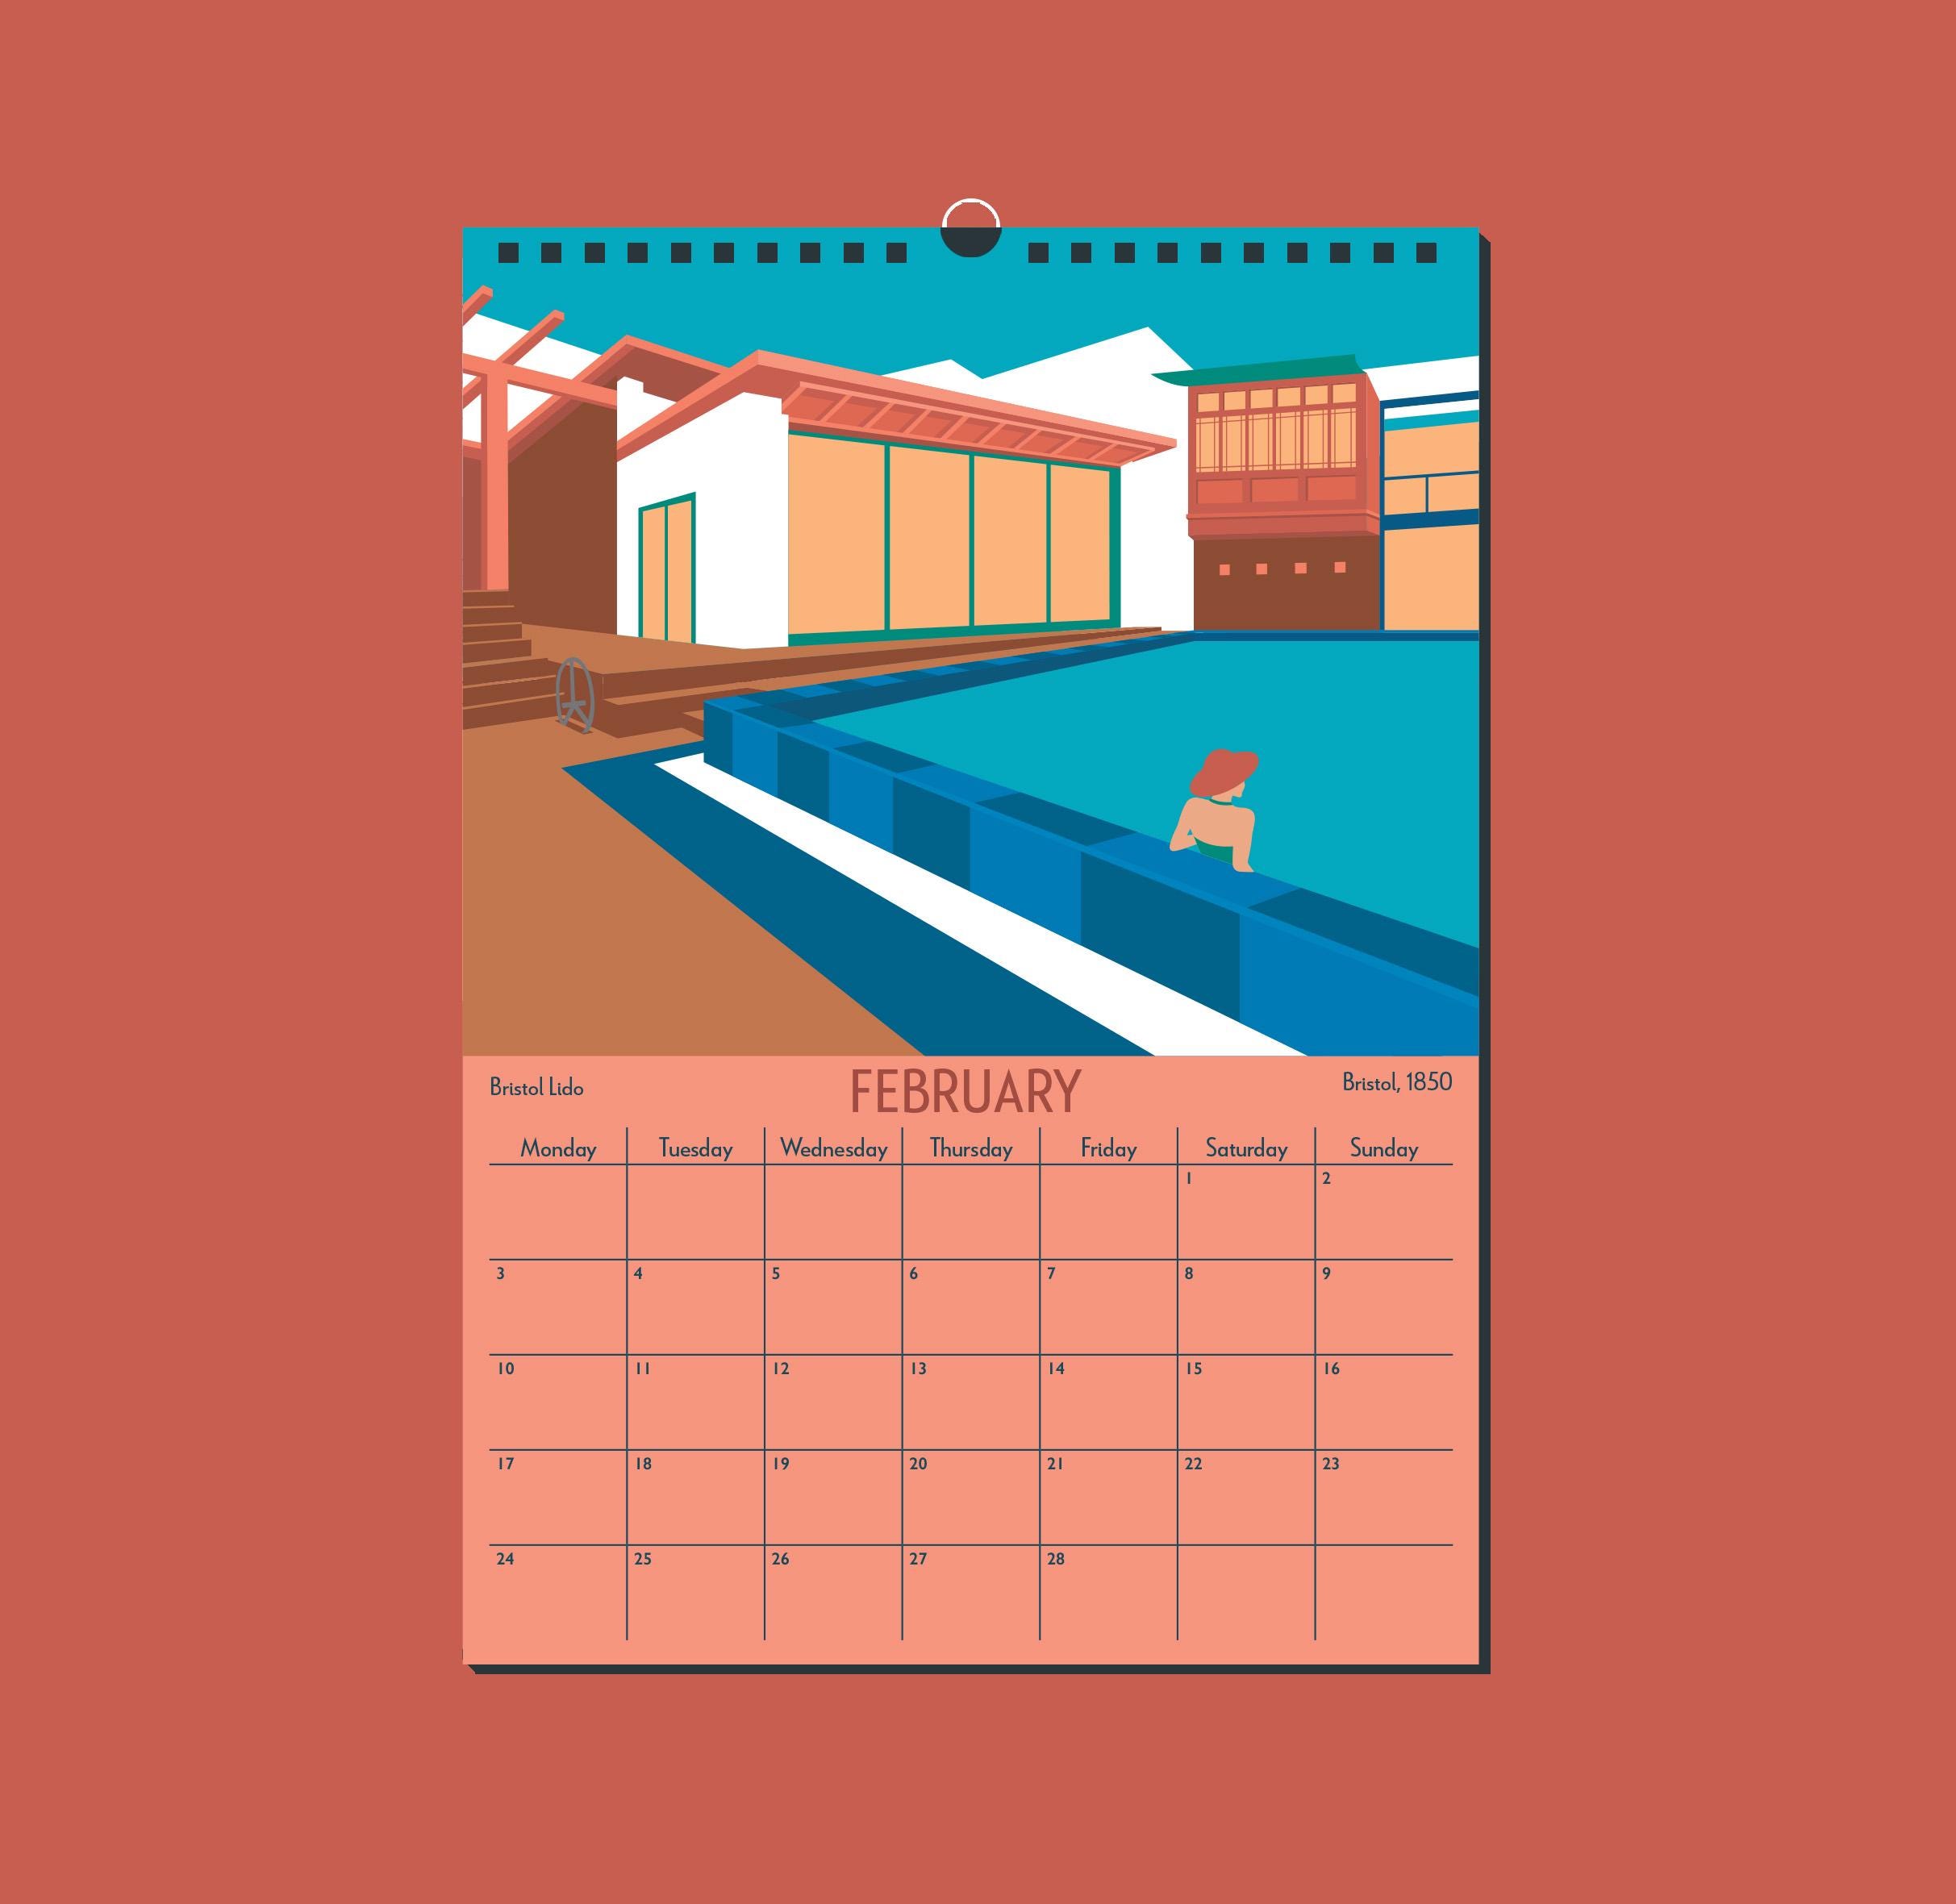 Bristol Lido FEBRUARY Bristol, 1850
Monday Tuesday Wednesday Thursday Friday Saturday Sunday
1 2
3 4 5 6 7 8 9
10 11 12 13 14 15 16
17 18 19 20 21 22 23
24 25 26 27 28